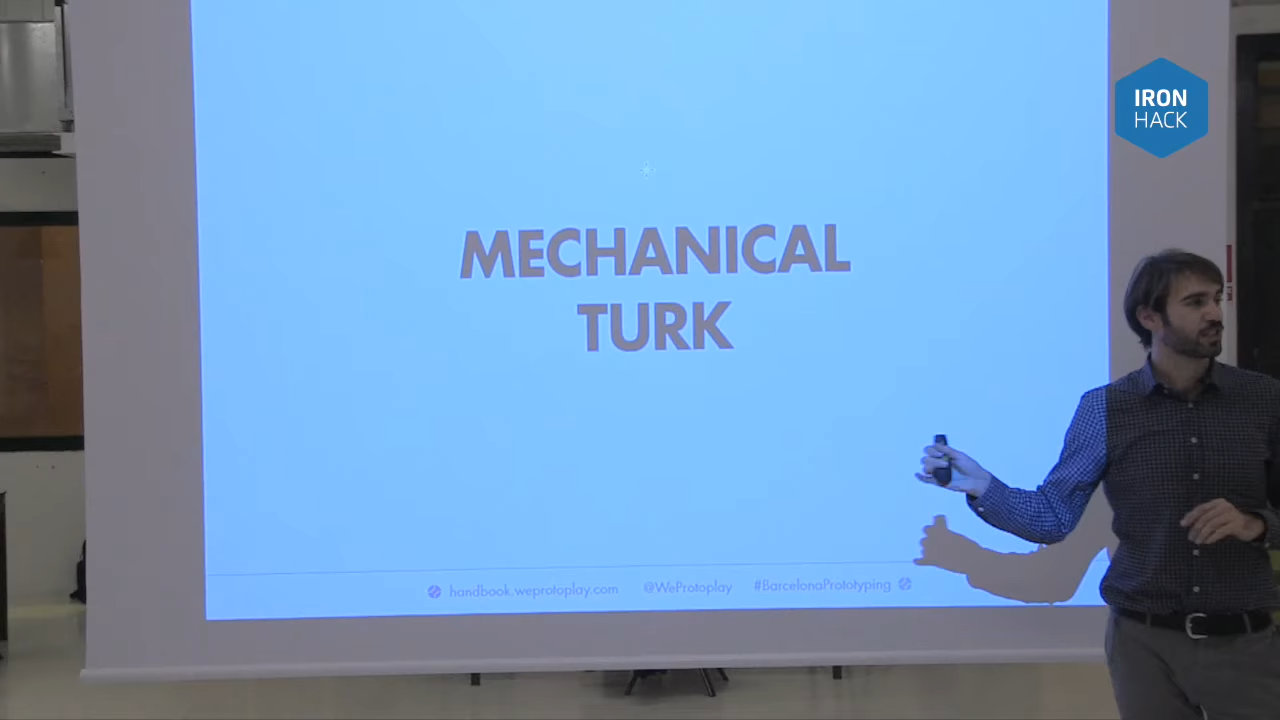 IRON
HACK
MECHANICAL
TURK
handbook.weprotoplay.com @WeProtoplay #BarcelonaPrototyping